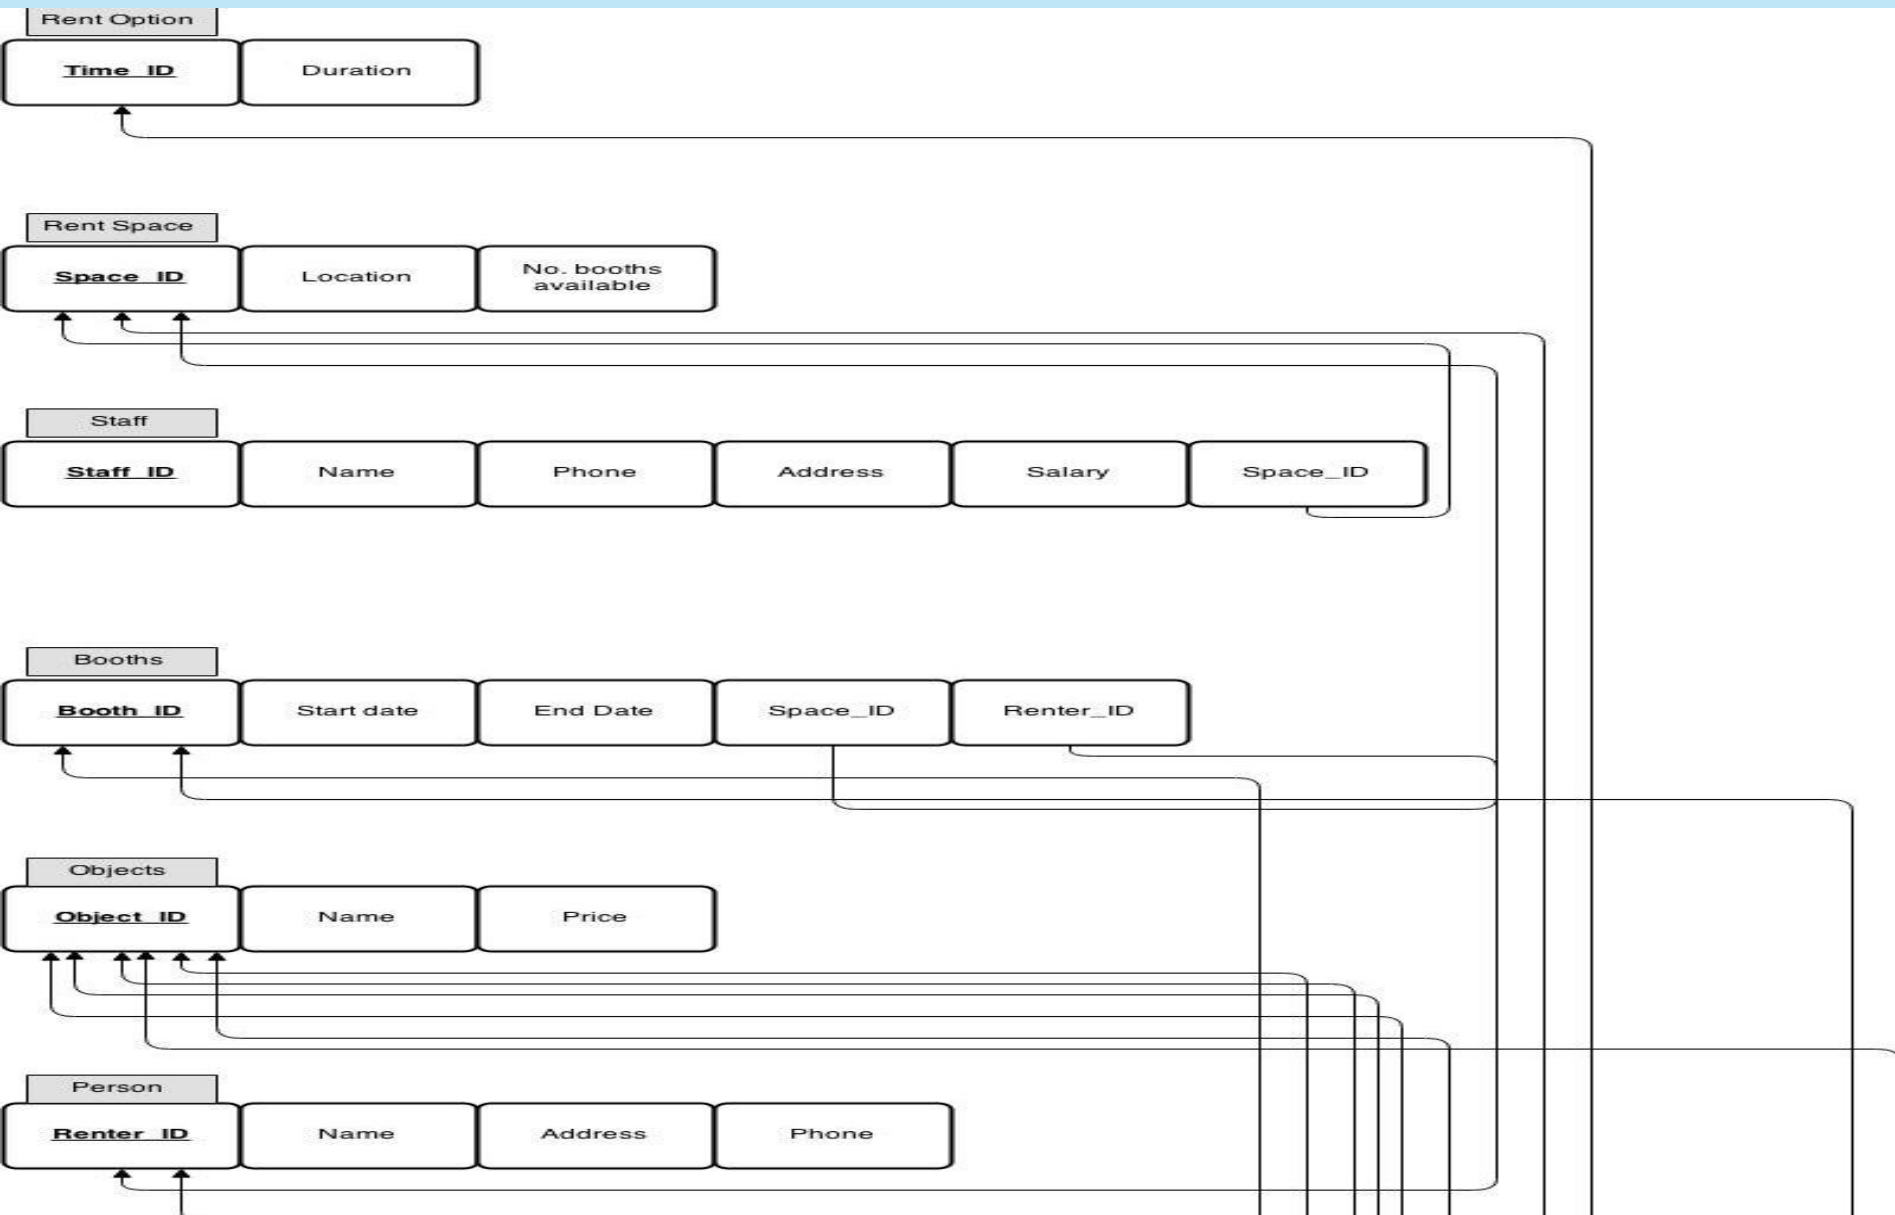 Rent Option
Time_ID Duration
Rent Space
Space_ID Location No. booths
available
Staff
Staff_ID Name Phone Address Salary Space_ID
Booths
Booth_ID Start date End Date Space_ID Renter_ID
Objects
Object_ID Name Price
Person
Renter_ID Name Address Phone